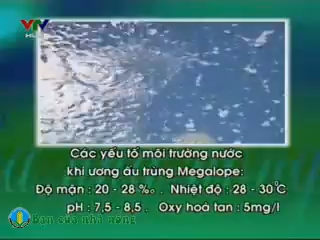 VTV
Các yếu tố môi trường nước
khi ương ấu trùng Megalope:
Độ mặn : 20 - 28 ‰ . Nhiệt độ : 28 - 30°C
pH : 7,5 - 8,5 . Oxy hoà tan : 5mg/l
bạn của nhà nông